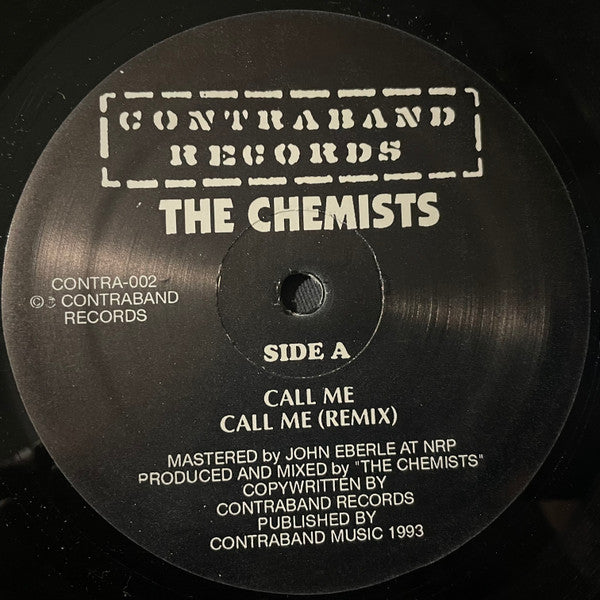 CONTRABAND
RECORDS
THE CHEMISTS
CONTRA-002
© ℗ CONTRABAND
RECORDS
SIDE A
CALL ME
CALL ME (REMIX)
MASTERED by JOHN EBERLE AT NRP
PRODUCED AND MIXED by "THE CHEMISTS"
COPYWRITTEN BY
CONTRABAND RECORDS
PUBLISHED BY
CONTRABAND MUSIC 1993